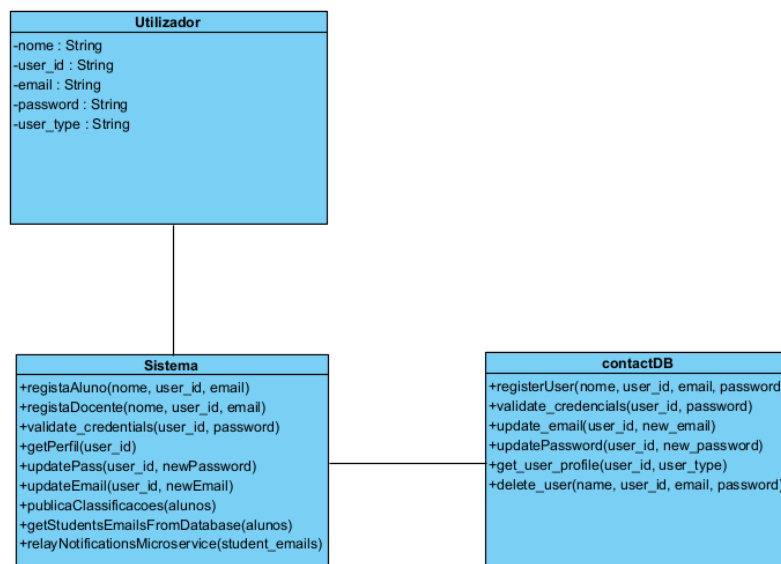 Utilizador
-nome : String
-user_id : String
-email : String
-password : String
-user_type : String
Sistema
+registaAluno(nome, user_id, email)
+registaDocente(nome, user_id, email)
+validate_credentials(user_id, password)
+getPerfil(user_id)
+updatePass(user_id, newPassword)
+updateEmail(user_id, newEmail)
+publicaClassificacoes(alunos)
+getStudentsEmailsFromDatabase(alunos)
+relayNotificationsMicroservice(student_emails)
contactDB
+registerUser(nome, user_id, email, password
+validate_credencials(user_id, password)
+update_email(user_id, new_email)
+updatePassword(user_id, new_password)
+get_user_profile(user_id, user_type)
+delete_user(name, user_id, email, password)